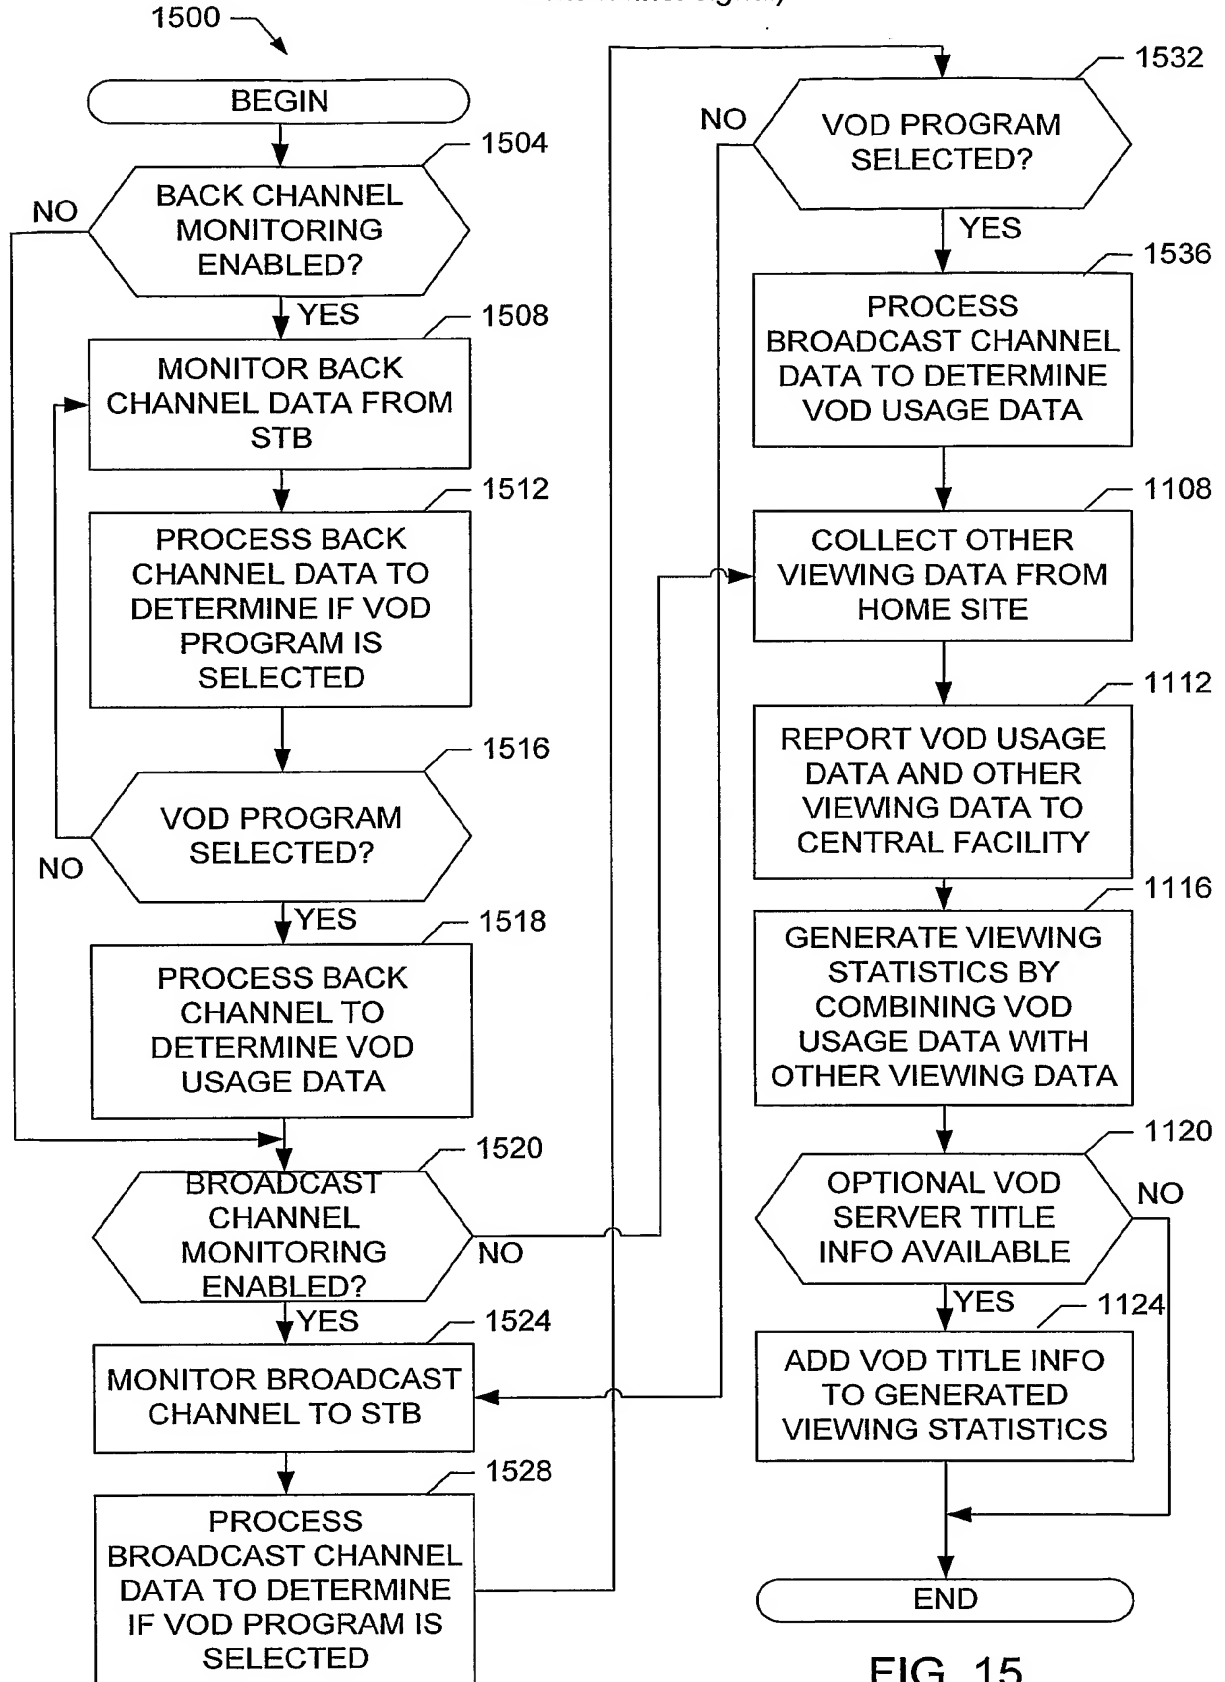 1500
BEGIN
1504
BACK CHANNEL
MONITORING
ENABLED?
NO
YES
1508
MONITOR BACK
CHANNEL DATA FROM
STB
1512
PROCESS BACK
CHANNEL DATA TO
DETERMINE IF VOD
PROGRAM IS
SELECTED
1516
VOD PROGRAM
SELECTED?
NO
YES
1518
PROCESS BACK
CHANNEL TO
DETERMINE VOD
USAGE DATA
1520
BROADCAST
CHANNEL
MONITORING
ENABLED?
NO
YES
1524
MONITOR BROADCAST
CHANNEL TO STB
1528
PROCESS
BROADCAST CHANNEL
DATA TO DETERMINE
IF VOD PROGRAM IS
SELECTED
1532
VOD PROGRAM
SELECTED?
NO
YES
1536
PROCESS
BROADCAST CHANNEL
DATA TO DETERMINE
VOD USAGE DATA
1108
COLLECT OTHER
VIEWING DATA FROM
HOME SITE
1112
REPORT VOD USAGE
DATA AND OTHER
VIEWING DATA TO
CENTRAL FACILITY
1116
GENERATE VIEWING
STATISTICS BY
COMBINING VOD
USAGE DATA WITH
OTHER VIEWING DATA
1120
OPTIONAL VOD
SERVER TITLE
INFO AVAILABLE
NO
YES
1124
ADD VOD TITLE INFO
TO GENERATED
VIEWING STATISTICS
END
FIG. 15